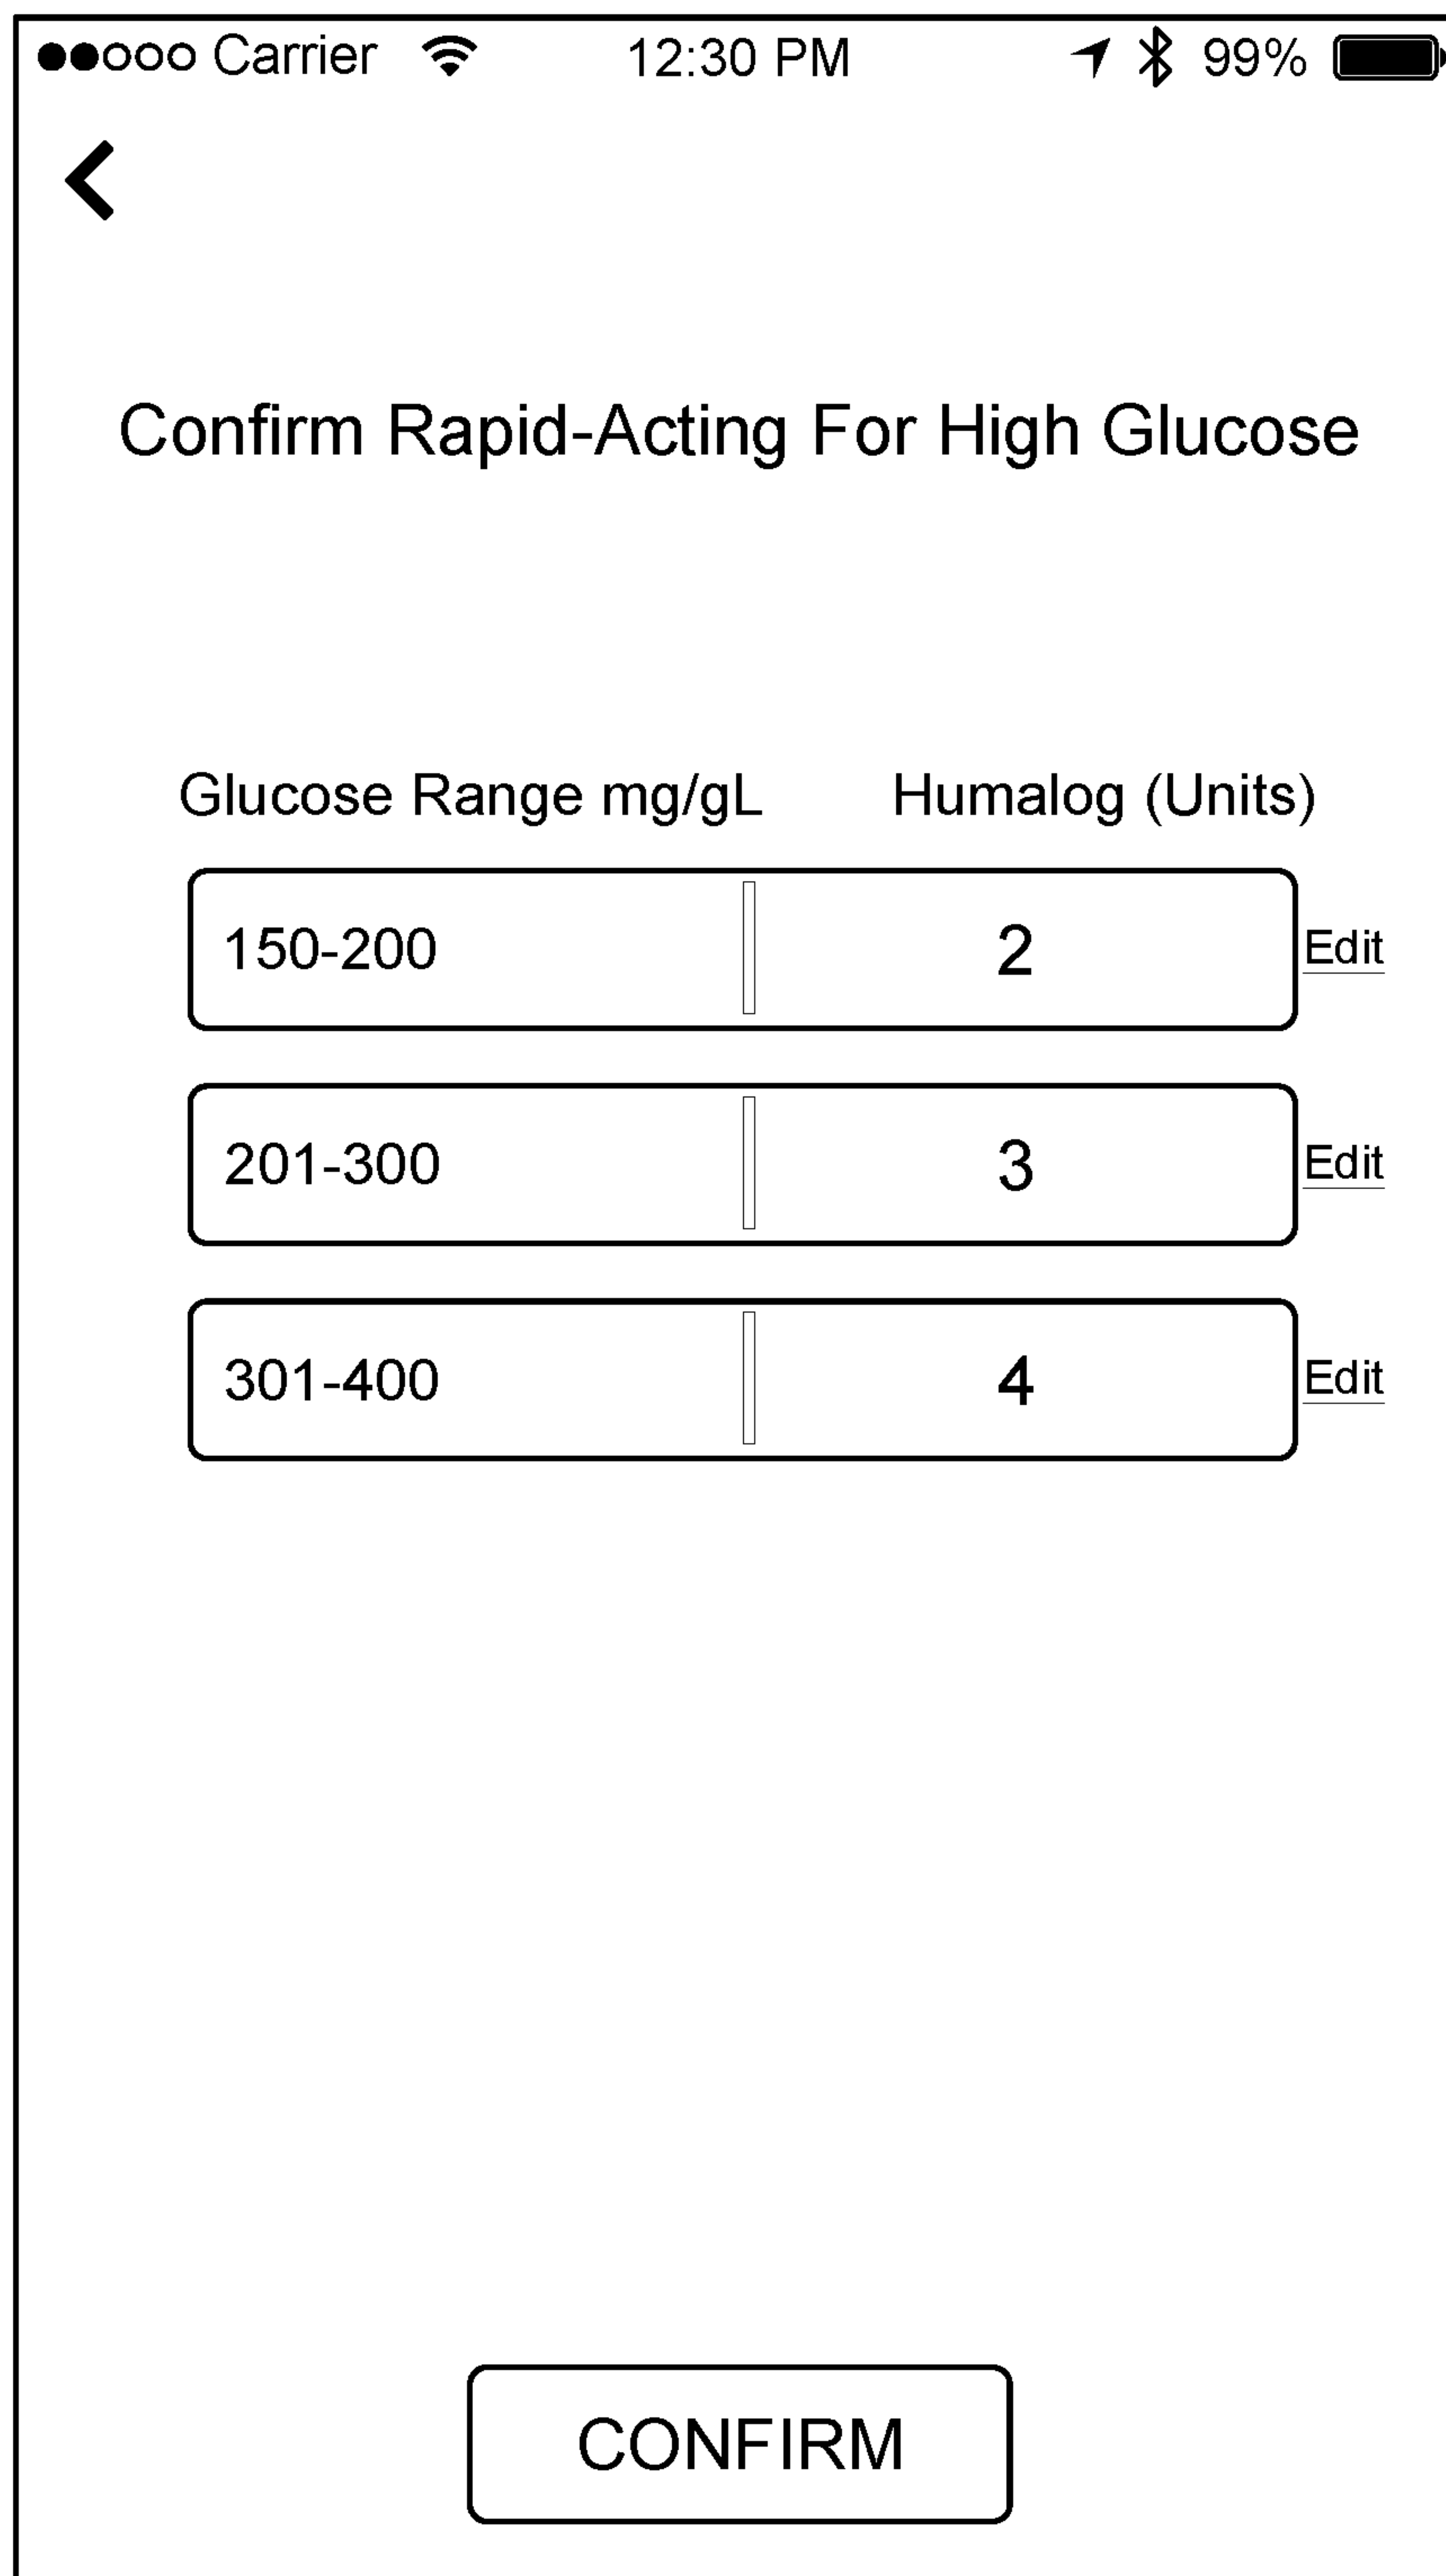 Carrier 12:30 PM 99%
Confirm Rapid-Acting For High Glucose
Glucose Range mg/gL Humalog (Units)
150-200 2 Edit
201-300 3 Edit
301-400 4 Edit
CONFIRM